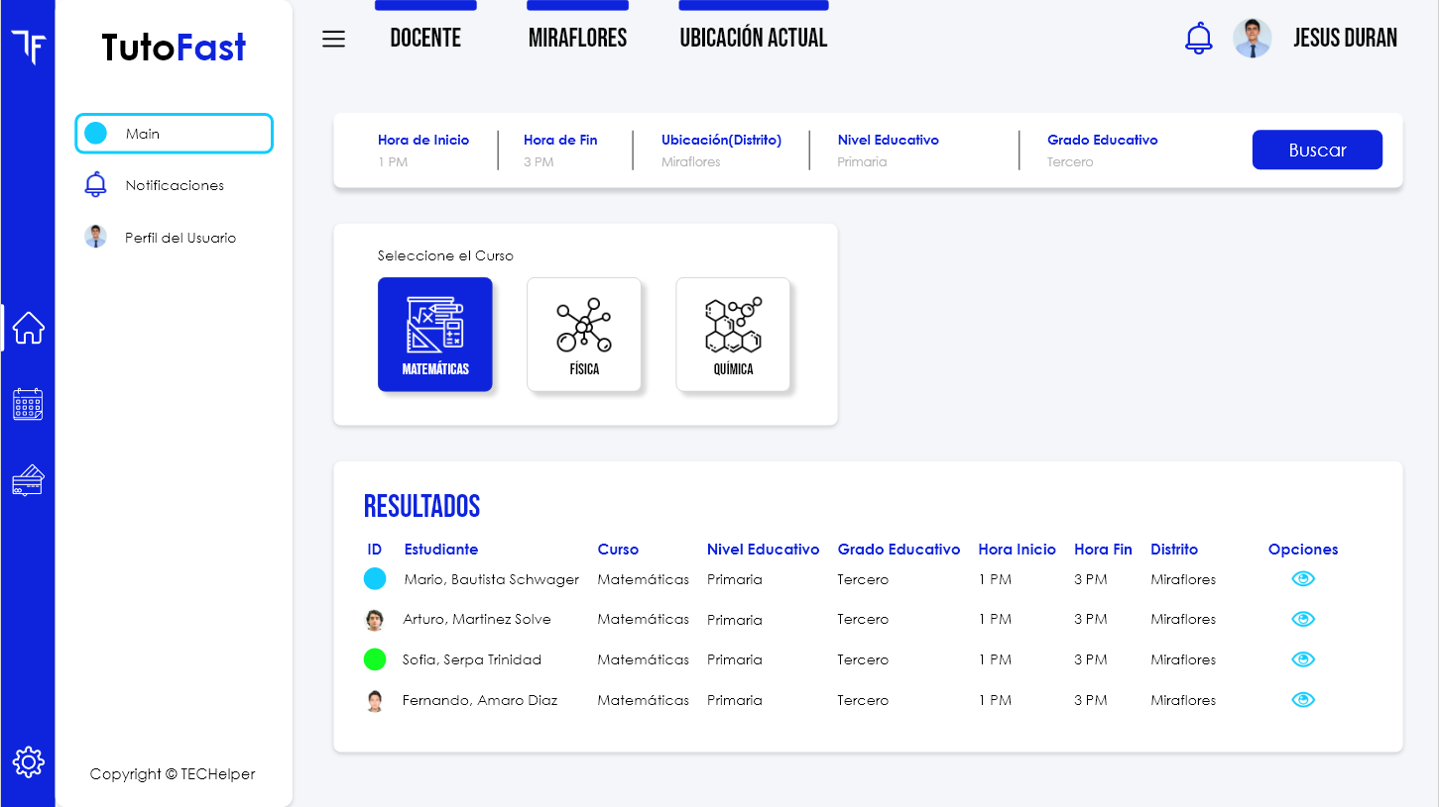 TF
TutoFast
DOCENTE
MIRAFLORES
UBICACIÓN ACTUAL
JESUS DURAN
Main
Notificaciones
Perfil del Usuario
Copyright © TECHelper
Hora de Inicio
1 PM
Hora de Fin
3 PM
Ubicación(Distrito)
Miraflores
Nivel Educativo
Primaria
Grado Educativo
Tercero
Buscar
Seleccione el Curso
MATEMÁTICAS
FÍSICA
QUÍMICA
RESULTADOS
ID Estudiante Curso Nivel Educativo Grado Educativo Hora Inicio Hora Fin Distrito Opciones
Mario, Bautista Schwager Matemáticas Primaria Tercero 1 PM 3 PM Miraflores
Arturo, Martinez Solve Matemáticas Primaria Tercero 1 PM 3 PM Miraflores
Sofia, Serpa Trinidad Matemáticas Primaria Tercero 1 PM 3 PM Miraflores
Fernando, Amaro Diaz Matemáticas Primaria Tercero 1 PM 3 PM Miraflores